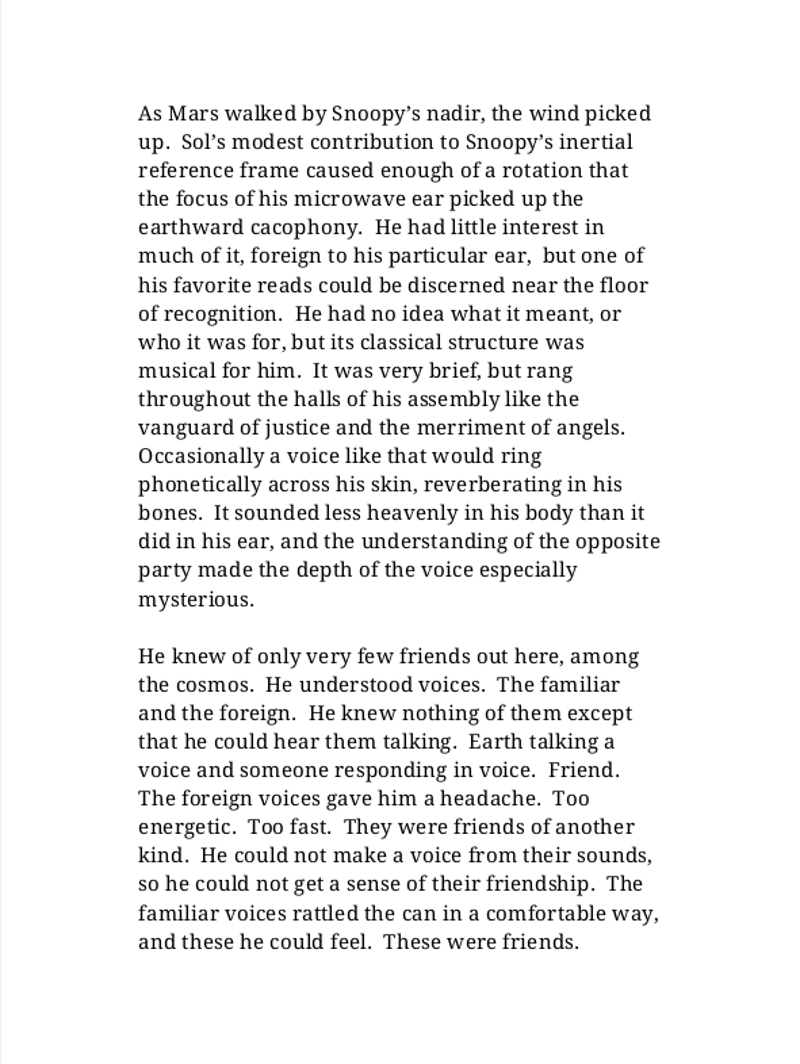 As Mars walked by Snoopy’s nadir, the wind picked
up.  Sol’s modest contribution to Snoopy’s inertial
reference frame caused enough of a rotation that
the focus of his microwave ear picked up the
earthward cacophony.  He had little interest in
much of it, foreign to his particular ear,  but one of
his favorite reads could be discerned near the floor
of recognition.  He had no idea what it meant, or
who it was for, but its classical structure was
musical for him.  It was very brief, but rang
throughout the halls of his assembly like the
vanguard of justice and the merriment of angels.
Occasionally a voice like that would ring
phonetically across his skin, reverberating in his
bones.  It sounded less heavenly in his body than it
did in his ear, and the understanding of the opposite
party made the depth of the voice especially
mysterious.

He knew of only very few friends out here, among
the cosmos.  He understood voices.  The familiar
and the foreign.  He knew nothing of them except
that he could hear them talking.  Earth talking a
voice and someone responding in voice.  Friend.
The foreign voices gave him a headache.  Too
energetic.  Too fast.  They were friends of another
kind.  He could not make a voice from their sounds,
so he could not get a sense of their friendship.  The
familiar voices rattled the can in a comfortable way,
and these he could feel.  These were friends.